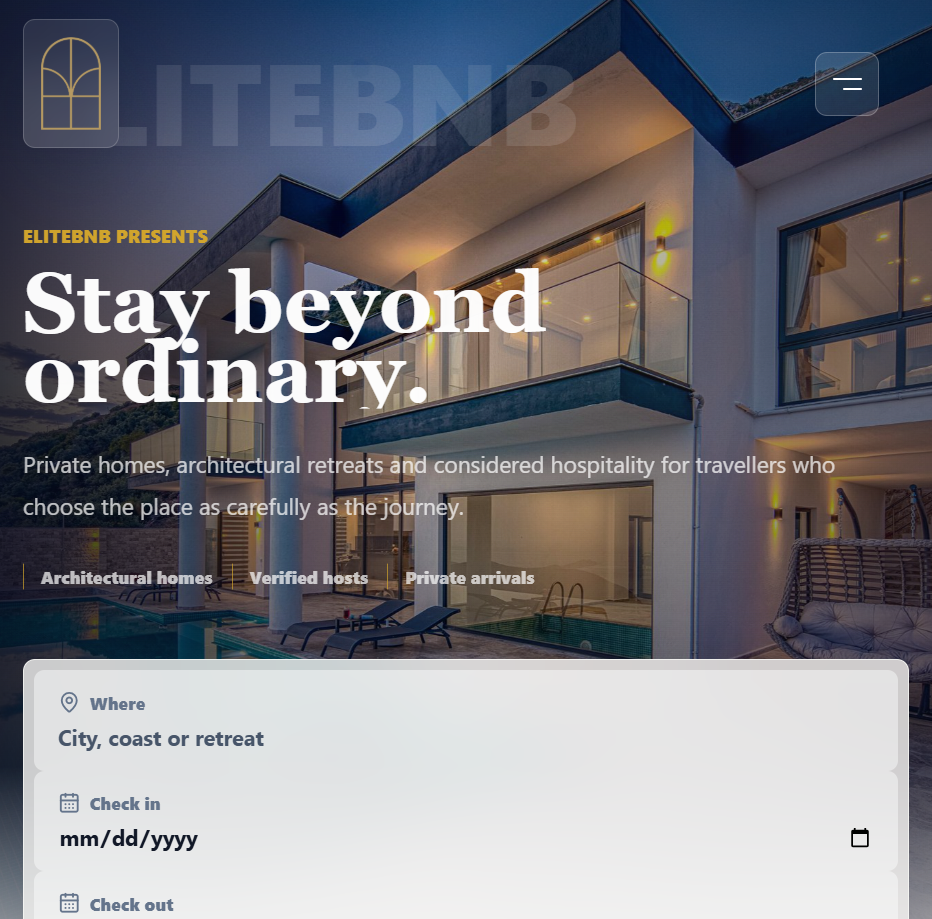 ELITEBNB
ELITEBNB PRESENTS
Stay beyond
ordinary.
Private homes, architectural retreats and considered hospitality for travellers who
choose the place as carefully as the journey.
Architectural homes
Verified hosts
Private arrivals
Where
City, coast or retreat
Check in
mm/dd/yyyy
Check out